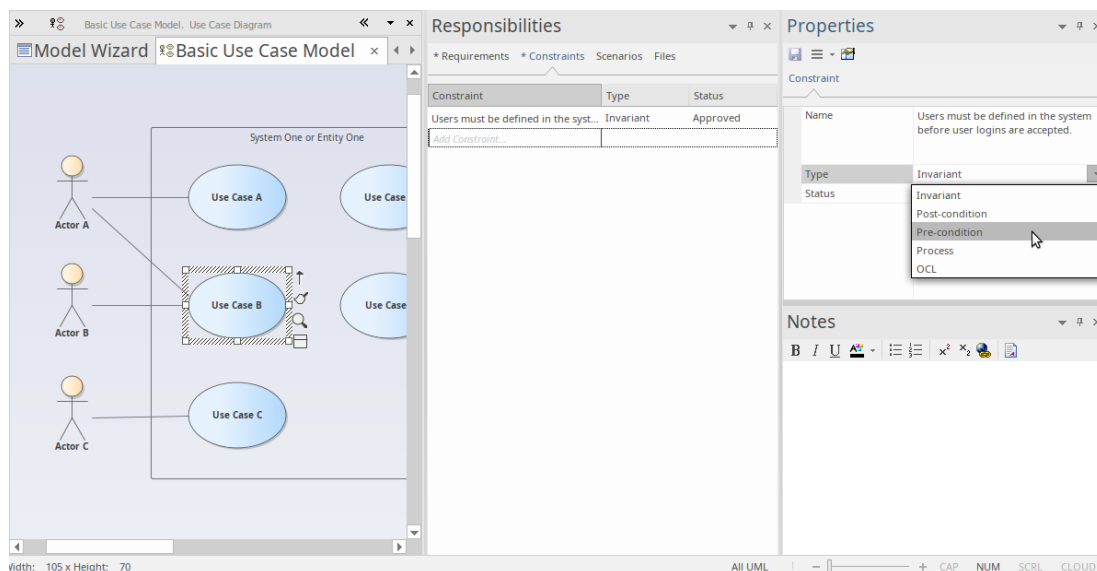 Basic Use Case Model. Use Case Diagram
Model Wizard
Basic Use Case Model
System One or Entity One
Use Case A
Use Case
Actor A
Use Case B
Use Case
Actor B
Use Case C
Actor C
Responsibilities
* Requirements * Constraints Scenarios Files
Constraint Type Status
Users must be defined in the syst... Invariant Approved
Add Constraint...
Properties
Constraint
Name Users must be defined in the system
before user logins are accepted.
Type Invariant
Status
Invariant
Post-condition
Pre-condition
Process
OCL
Notes
B I U
Width: 105 x Height: 70
All UML CAP NUM SCRL CLOUD